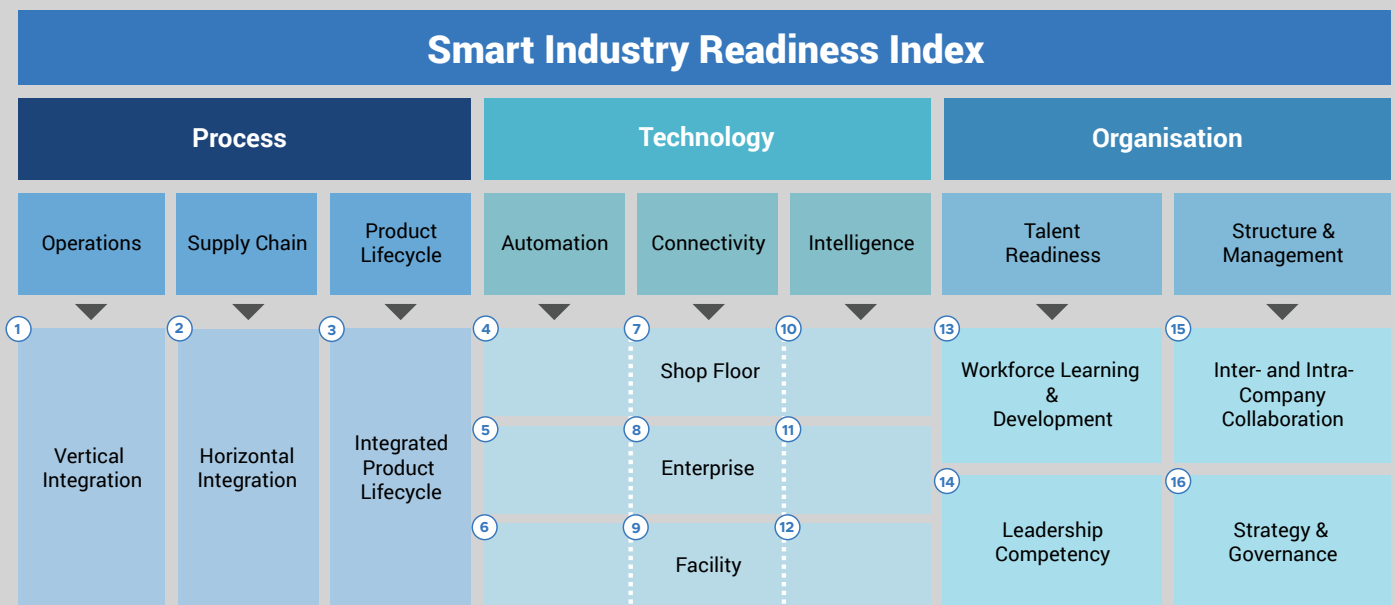 Smart Industry Readiness Index
Process
Technology
Organisation
Operations
Supply Chain
Product
Lifecycle
Automation
Connectivity
Intelligence
Talent
Readiness
Structure &
Management
1
2
3
4
7
10
13
15
Vertical
Integration
Horizontal
Integration
Integrated
Product
Lifecycle
Shop Floor
5
8
11
Enterprise
6
9
12
Facility
Workforce Learning
&
Development
Inter- and Intra-
Company
Collaboration
14
16
Leadership
Competency
Strategy &
Governance